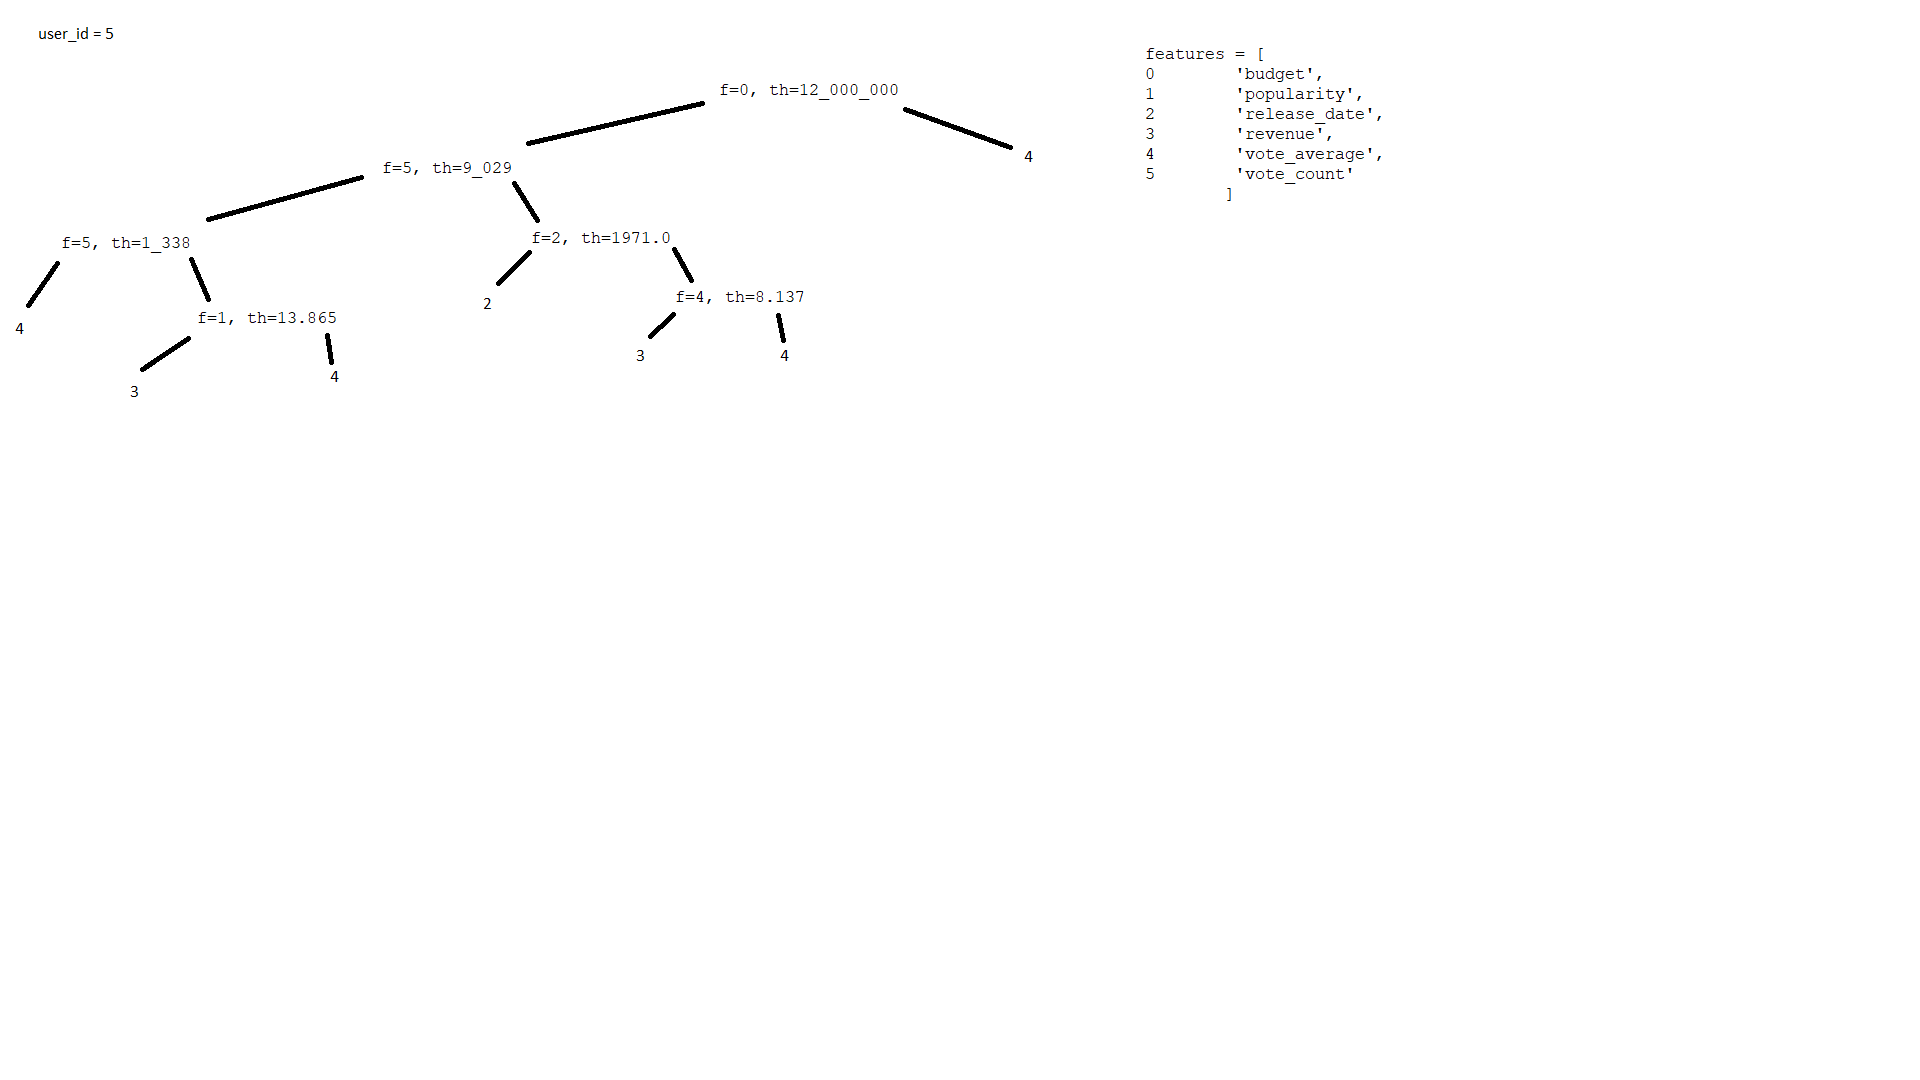 user_id = 5
f=0, th=12_000_000
4
f=5, th=9_029
f=5, th=1_338
f=2, th=1971.0
4
f=1, th=13.865
2
f=4, th=8.137
3
4
3
4
features = [
0 'budget',
1 'popularity',
2 'release_date',
3 'revenue',
4 'vote_average',
5 'vote_count'
]